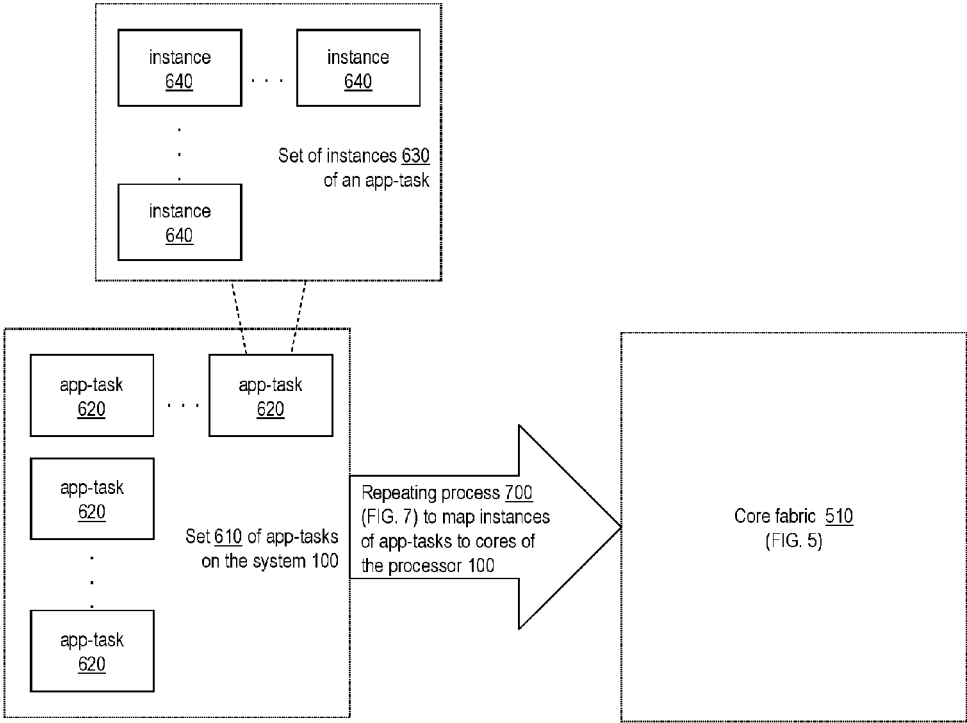 instance
640
. . .
instance
640
.
.
.
Set of instances 630
of an app-task
instance
640
app-task
620
. . .
app-task
620
app-task
620
Set 610 of app-tasks
on the system 100
.
.
.
app-task
620
Repeating process 700
(FIG. 7) to map instances
of app-tasks to cores of
the processor 100
Core fabric 510
(FIG. 5)